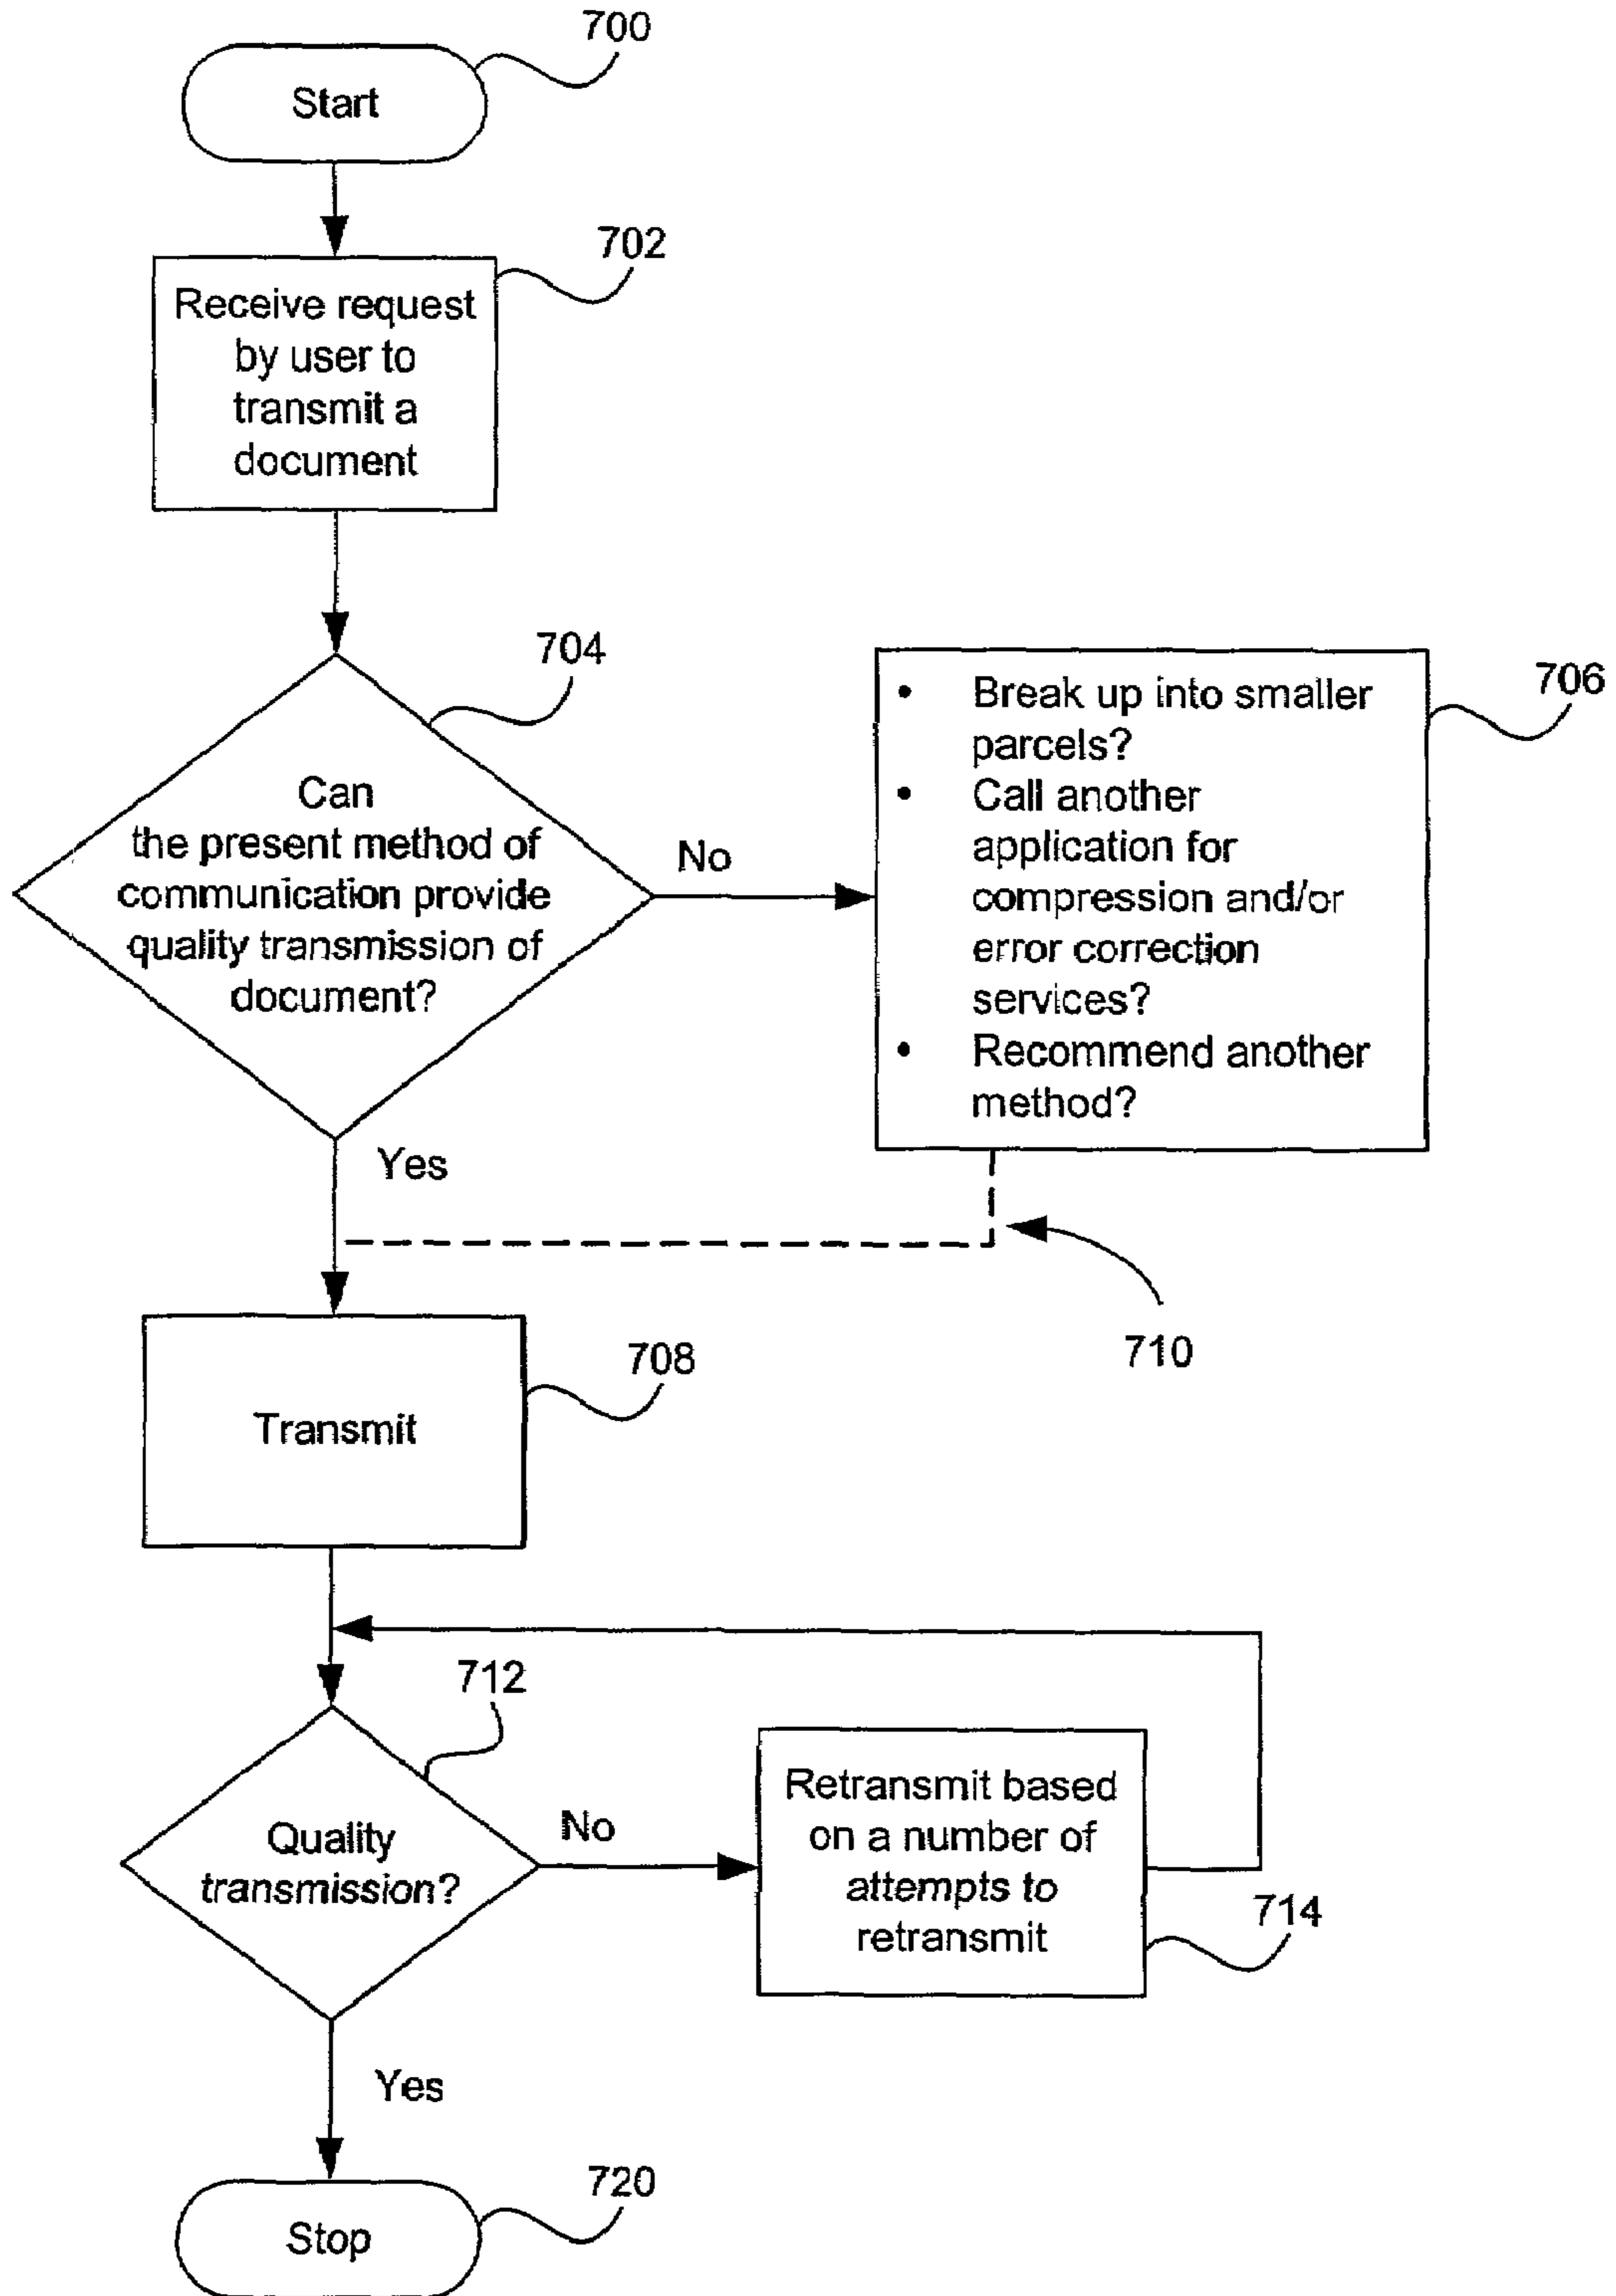 700
Start
702
Receive request
by user to
transmit a
document
704
Can
the present method of
communication provide
quality transmission of
document?
No
Yes
706
• Break up into smaller
parcels?
• Call another
application for
compression and/or
error correction
services?
• Recommend another
method?
710
708
Transmit
712
Quality
transmission?
No
Retransmit based
on a number of
attempts to
retransmit
714
Yes
720
Stop